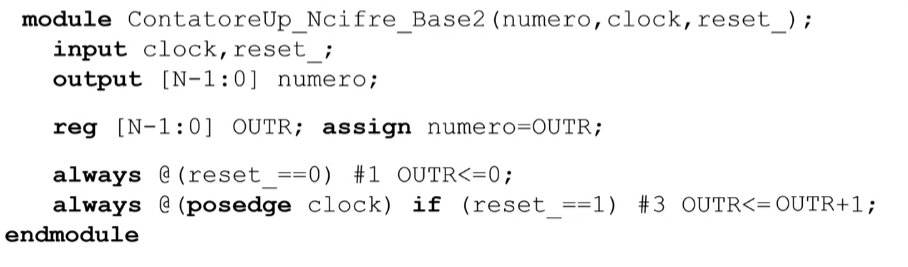 module ContatoreUp_Ncifre_Base2(numero,clock,reset_);
input clock,reset_;
output [N-1:0] numero;
reg [N-1:0] OUTR; assign numero=OUTR;
always @(reset_==0) #1 OUTR<=0;
always @(posedge clock) if (reset_==1) #3 OUTR<=OUTR+1;
endmodule